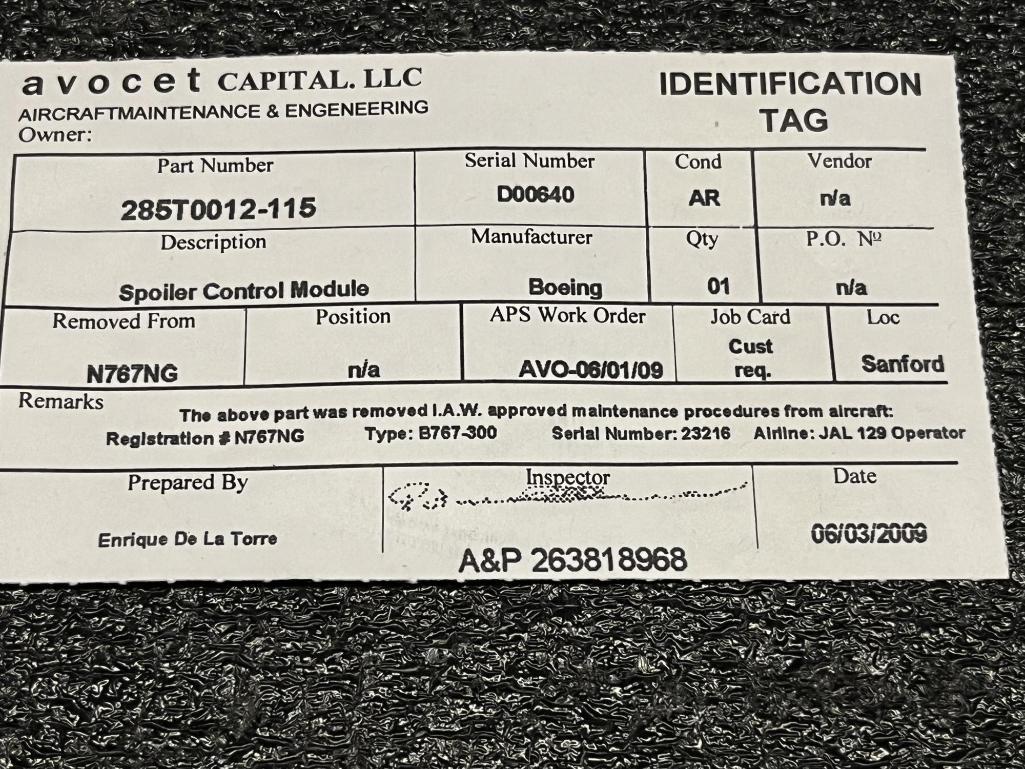 avocet CAPITAL. LLC
IDENTIFICATION TAG
AIRCRAFTMAINTENANCE & ENGENEERING
Owner:
Part Number
285T0012-115
Serial Number
D00640
Cond
AR
Vendor
n/a
Description
Spoiler Control Module
Manufacturer
Boeing
Qty
01
P.O. Nº
n/a
Removed From
N767NG
Position
n/a
APS Work Order
AVO-06/01/09
Job Card
Cust
req.
Loc
Sanford
Remarks
The above part was removed I.A.W. approved maintenance procedures from aircraft:
Registration # N767NG Type: B767-300 Serial Number: 23216 Airline: JAL 129 Operator
Prepared By
Enrique De La Torre
Inspector
A&P 263818968
Date
06/03/2009